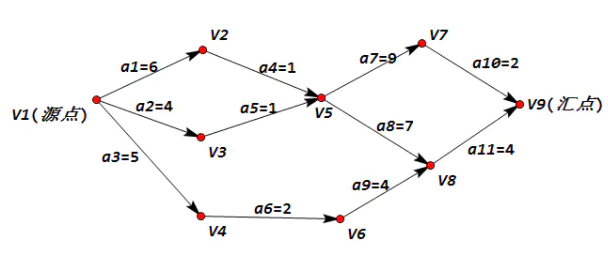 V2
V7
a1=6
a4=1
a7=9
a10=2
V1(源点)
a2=4
a5=1
V5
V9(汇点)
a3=5
V3
a8=7
a11=4
V8
a9=4
a6=2
V4
V6